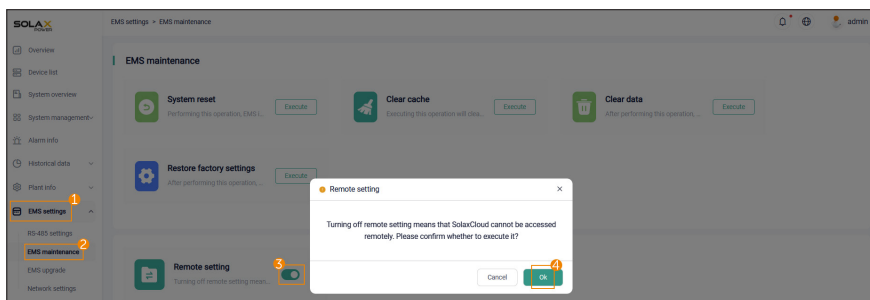 SOLAX
POWER
EMS settings > EMS maintenance
admin
Overview
Device list
System overview
System management
Alarm info
Historical data
Plant info
1
EMS settings
RS-485 settings
2
EMS maintenance
EMS upgrade
Network settings
EMS maintenance
System reset
Performing this operation, EMS i...
Execute
Clear cache
Executing this operation will clea...
Execute
Clear data
After performing this operation, ...
Execute
Restore factory settings
After performing this operation, ...
Execute
Remote setting
Turning off remote setting means that SolaxCloud cannot be accessed
remotely. Please confirm whether to execute it?
Cancel
4
Ok
Remote setting
Turning off remote setting mean...
3